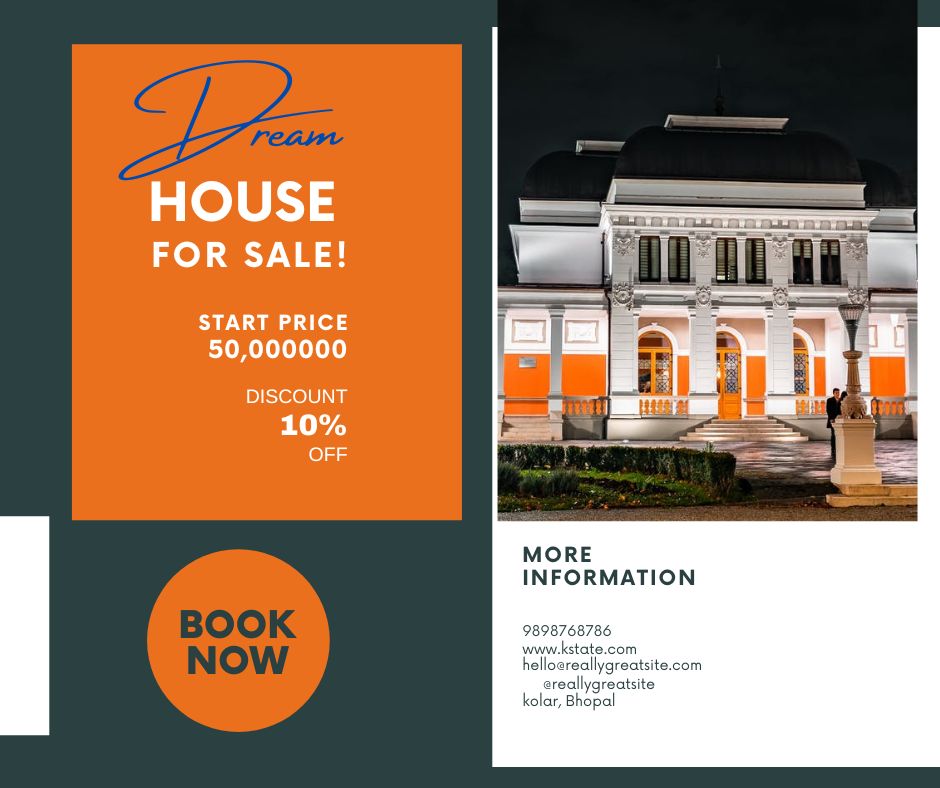 Dream
HOUSE
FOR SALE!
START PRICE
50,000000
DISCOUNT
10%
OFF
BOOK
NOW
MORE
INFORMATION
9898768786
www.kstate.com
hello@reallygreatsite.com
@reallygreatsite
kolar, Bhopal